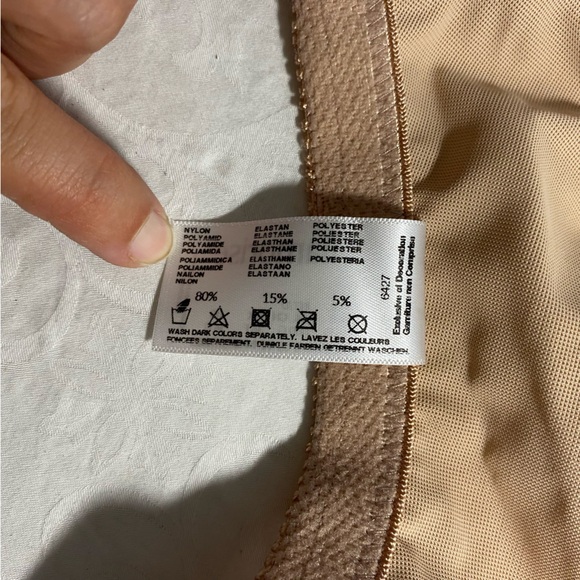 NYLON ELASTAN POLYESTER
POLYAMID ELASTANE POLIESTER
POLYAMIDE ELASTHAN POLIESTERE
POLIAMIDA ELASTHANE POLUESTER
POLIAMMIDICA ELASTHANNE POLYESTERIA
POLIAMMIDE ELASTANO
NAILON ELASTAAN
NILON
80% 15% 5%
WASH DARK COLORS SEPARATELY. LAVEZ LES COULEURS
FONCEES SEPAREMENT. DUNKLE FARBEN GETRENNT WASCHEN.
6427
Exclusive of Decoration
Garniture non Comprise